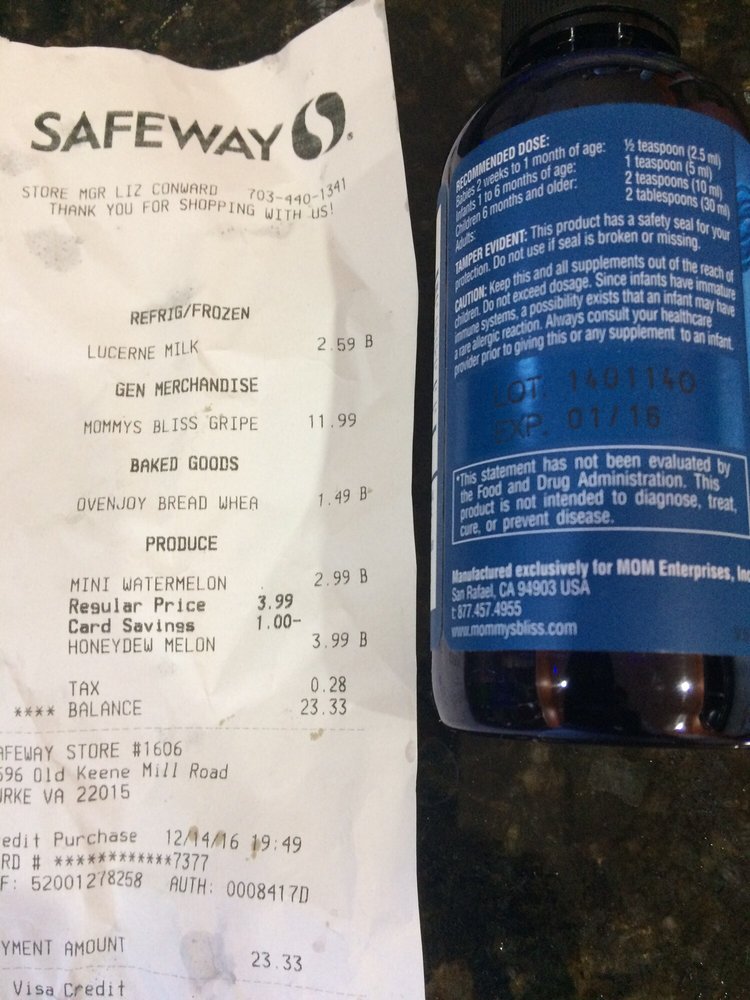 SAFEWAY
STORE MGR LIZ CONWARD 703-440-1341
THANK YOU FOR SHOPPING WITH US!
REFRIG/FROZEN
LUCERNE MILK 2.59 B
GEN MERCHANDISE
MOMMYS BLISS GRIPE 11.99
BAKED GOODS
OVENJOY BREAD WHEA 1.49 B
PRODUCE
MINI WATERMELON 2.99 B
Regular Price 3.99
Card Savings 1.00-
HONEYDEW MELON 3.99 B
TAX 0.28
**** BALANCE 23.33
AFEWAY STORE #1606
596 Old Keene Mill Road
URKE VA 22015
edit Purchase 12/14/16 19:49
RD # ************7377
F: 52001278258 AUTH: 0008417D
YMENT AMOUNT 23.33
Visa Credit
RECOMMENDED DOSE:
Babies 2 weeks to 1 month of age: ½ teaspoon (2.5 ml)
Infants 1 to 6 months of age: 1 teaspoon (5 ml)
Children 6 months and older: 2 teaspoons (10 ml)
Adults: 2 tablespoons (30 ml)
TAMPER EVIDENT: This product has a safety seal for your
protection. Do not use if seal is broken or missing.
CAUTION: Keep this and all supplements out of the reach of
children. Do not exceed dosage. Since infants have immature
immune systems, a possibility exists that an infant may have
a rare allergic reaction. Always consult your healthcare
provider prior to giving this or any supplement to an infant.
LOT. 1401140
EXP. 01/16
*This statement has not been evaluated by
the Food and Drug Administration. This
product is not intended to diagnose, treat,
cure, or prevent disease.
Manufactured exclusively for MOM Enterprises, Inc
San Rafael, CA 94903 USA
t: 877.457.4955
www.mommysbliss.com